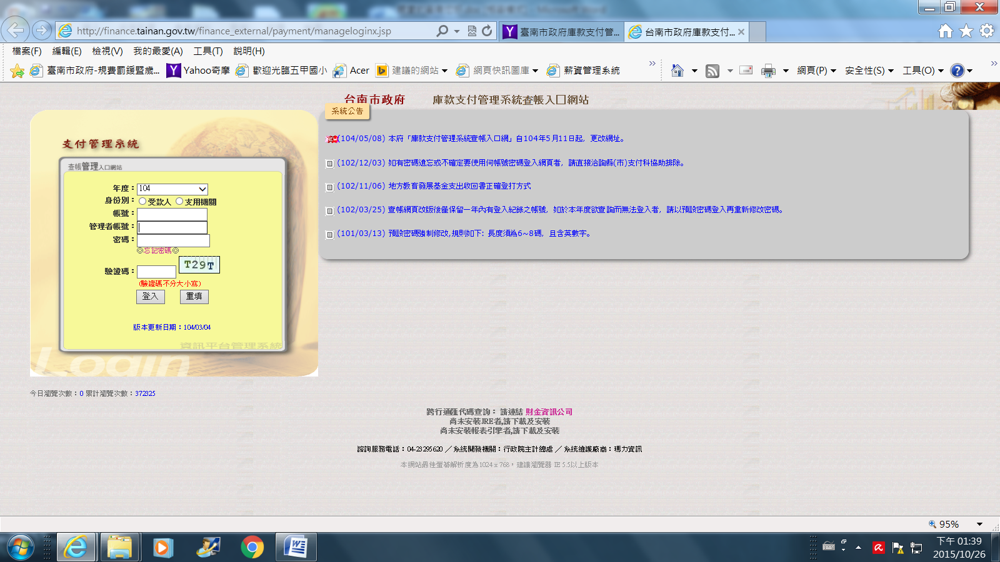 http://finance.tainan.gov.tw/finance_external/payment/manageloginx.jsp
臺南市政府庫款支付管...
台南市政府庫款支付...
檔案(F) 編輯(E) 檢視(V) 我的最愛(A) 工具(T) 說明(H)
臺南市政府-規費罰鍰暨歲...
Yahoo奇摩
歡迎光臨五甲國小
Acer
建議的網站
網頁快訊圖庫
薪資管理系統
網頁(P) 安全性(S) 工具(O)
台南市政府 庫款支付管理系統查帳入口網站
系統公告
(104/05/08) 本府「庫款支付管理系統查帳入口網」自104年5月11日起，更改網址。
(102/12/03) 如有密碼遺忘或不確定要使用何帳號密碼登入網頁者，請直接洽詢縣(市)支付科協助排除。
(102/11/06) 地方教育發展基金支出收回書正確登打方式
(102/03/25) 查帳網頁改版後僅保留一年內有登入紀錄之帳號，如於本年度欲查詢而無法登入者，請以預設密碼登入再重新修改密碼。
(101/03/13) 預設密碼強制修改,規則如下: 長度須為6~8碼，且含英數字。
支付管理系統
查帳管理入口網站
年度：104
身份別：受款人 支用機關
帳號：
管理者帳號：
密碼：
◎忘記密碼◎
驗證碼：
T29T
(驗證碼不分大小寫)
登入 重填
版本更新日期：104/03/04
資訊平台管理系統
Login
今日瀏覽次數：0 累計瀏覽次數：372325
跨行通匯代碼查詢： 請連結 財金資訊公司
尚未安裝JRE者,請下載及安裝
尚未安裝報表引擎者,請下載及安裝
諮詢服務電話：04-23295620 ／系統開發機關：行政院主計總處 ／ 系統維護廠商：瑪力資訊
本網站最佳螢幕解析度為1024 x 768，建議瀏覽器 IE 5.5以上版本
95%
下午 01:39
2015/10/26